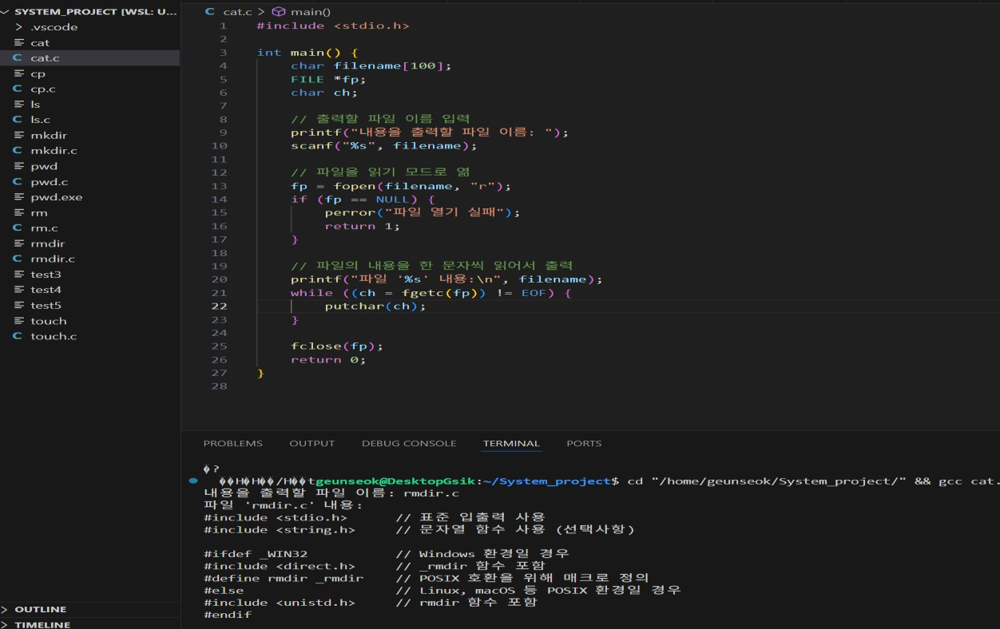 SYSTEM_PROJECT [WSL: U...
.vscode
cat
cat.c
cp
cp.c
ls
ls.c
mkdir
mkdir.c
pwd
pwd.c
pwd.exe
rm
rm.c
rmdir
rmdir.c
test3
test4
test5
touch
touch.c
OUTLINE
TIMELINE
C cat.c > main()
1 #include <stdio.h>
2
3 int main() {
4     char filename[100];
5     FILE *fp;
6     char ch;
7
8     // 출력할 파일 이름 입력
9     printf("내용을 출력할 파일 이름: ");
10     scanf("%s", filename);
11
12     // 파일을 읽기 모드로 엶
13     fp = fopen(filename, "r");
14     if (fp == NULL) {
15         perror("파일 열기 실패");
16         return 1;
17     }
18
19     // 파일의 내용을 한 문자씩 읽어서 출력
20     printf("파일 '%s' 내용:\n", filename);
21     while ((ch = fgetc(fp)) != EOF) {
22         putchar(ch);
23     }
24
25     fclose(fp);
26     return 0;
27 }
28
PROBLEMS OUTPUT DEBUG CONSOLE TERMINAL PORTS
�?
��H�H��/H��tgeunseok@DesktopGsik:~/System_project$ cd "/home/geunseok/System_project/" && gcc cat.
내용을 출력할 파일 이름: rmdir.c
파일 'rmdir.c' 내용:
#include <stdio.h>      // 표준 입출력 사용
#include <string.h>     // 문자열 함수 사용 (선택사항)
#ifdef _WIN32           // Windows 환경일 경우
#include <direct.h>     // _rmdir 함수 포함
#define rmdir _rmdir    // POSIX 호환을 위해 매크로 정의
#else                   // Linux, macOS 등 POSIX 환경일 경우
#include <unistd.h>     // rmdir 함수 포함
#endif